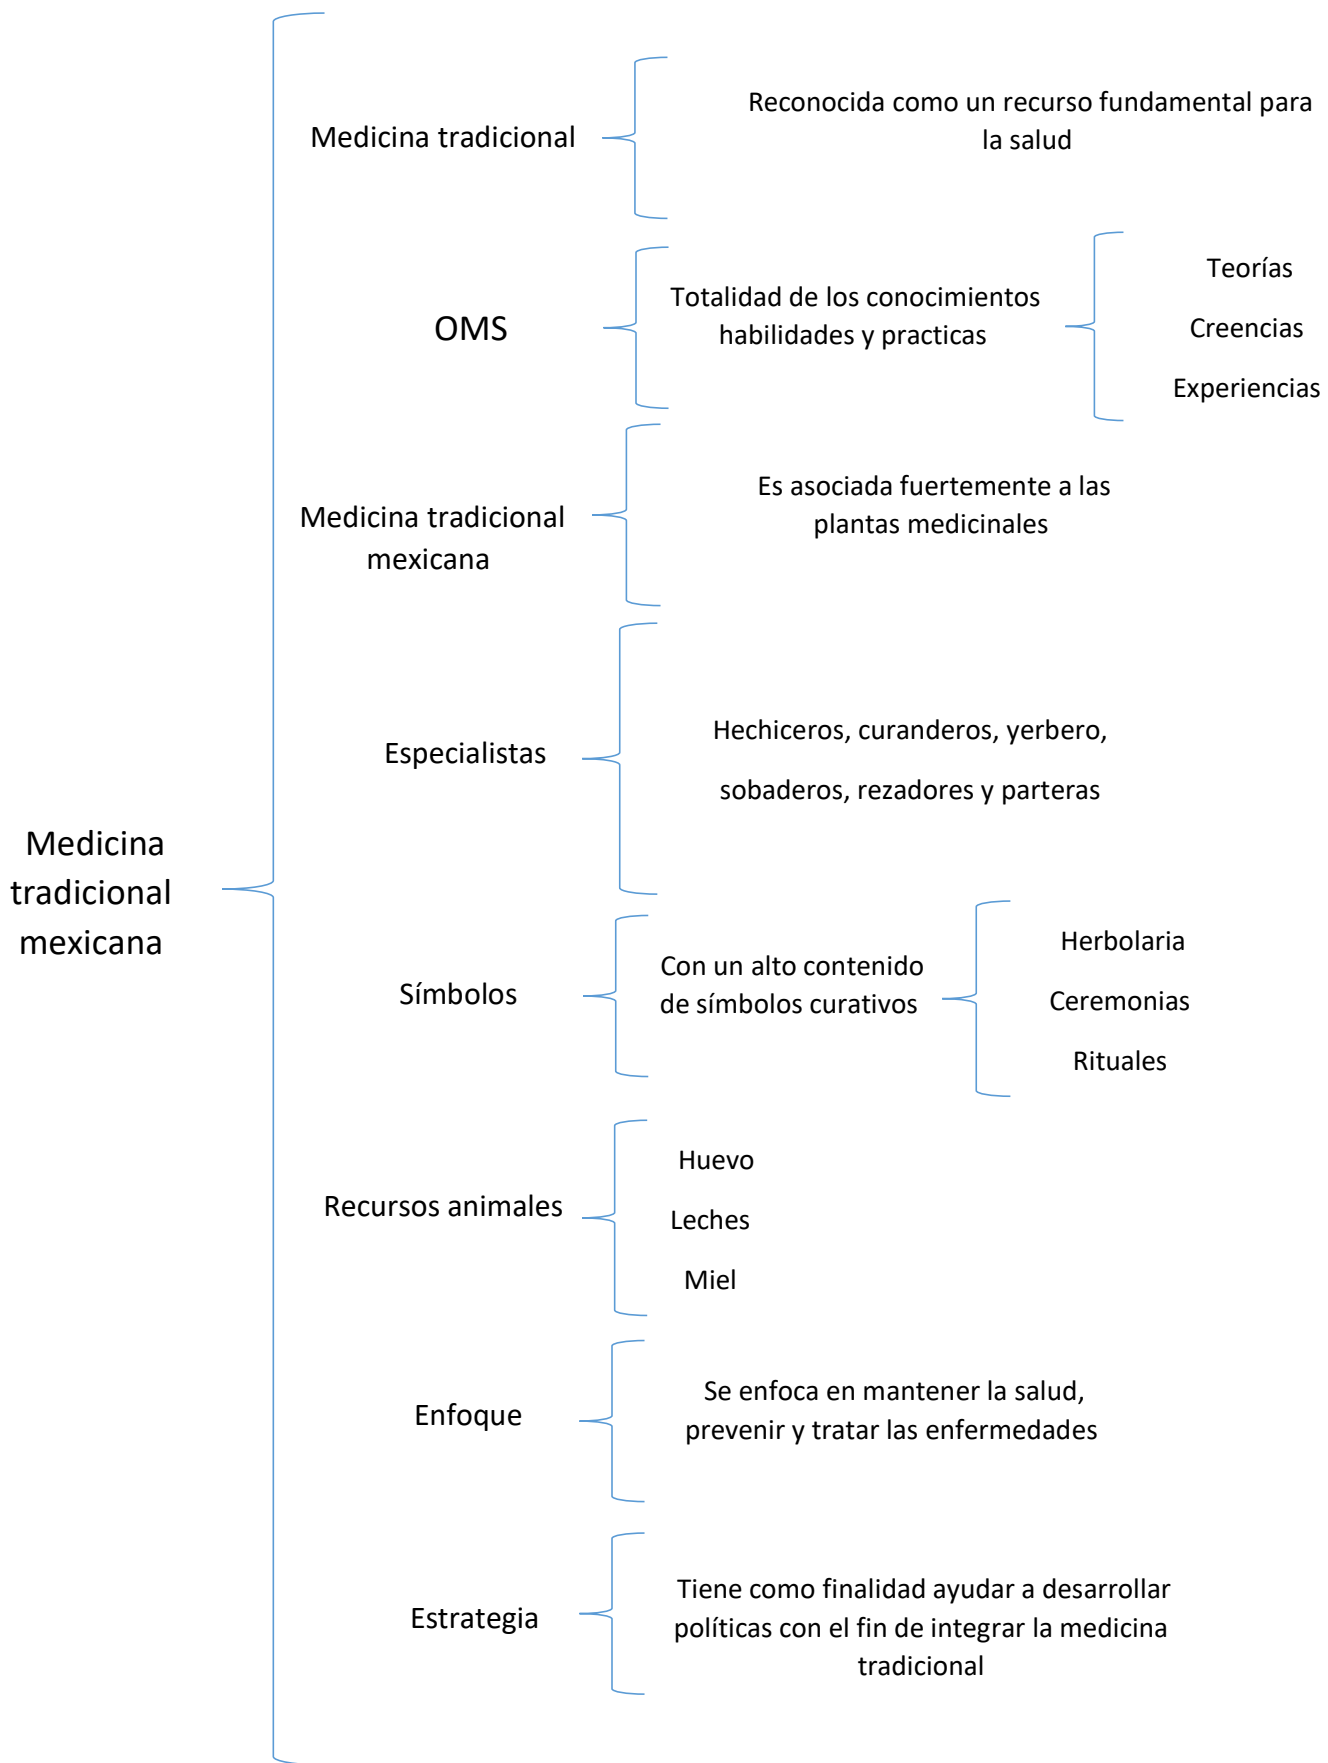 Medicina
tradicional
mexicana
Medicina tradicional
Reconocida como un recurso fundamental para
la salud
OMS
Totalidad de los conocimientos
habilidades y practicas
Teorías
Creencias
Experiencias
Medicina tradicional
mexicana
Es asociada fuertemente a las
plantas medicinales
Especialistas
Hechiceros, curanderos, yerbero,
sobaderos, rezadores y parteras
Símbolos
Con un alto contenido
de símbolos curativos
Herbolaria
Ceremonias
Rituales
Recursos animales
Huevo
Leches
Miel
Enfoque
Se enfoca en mantener la salud,
prevenir y tratar las enfermedades
Estrategia
Tiene como finalidad ayudar a desarrollar
políticas con el fin de integrar la medicina
tradicional